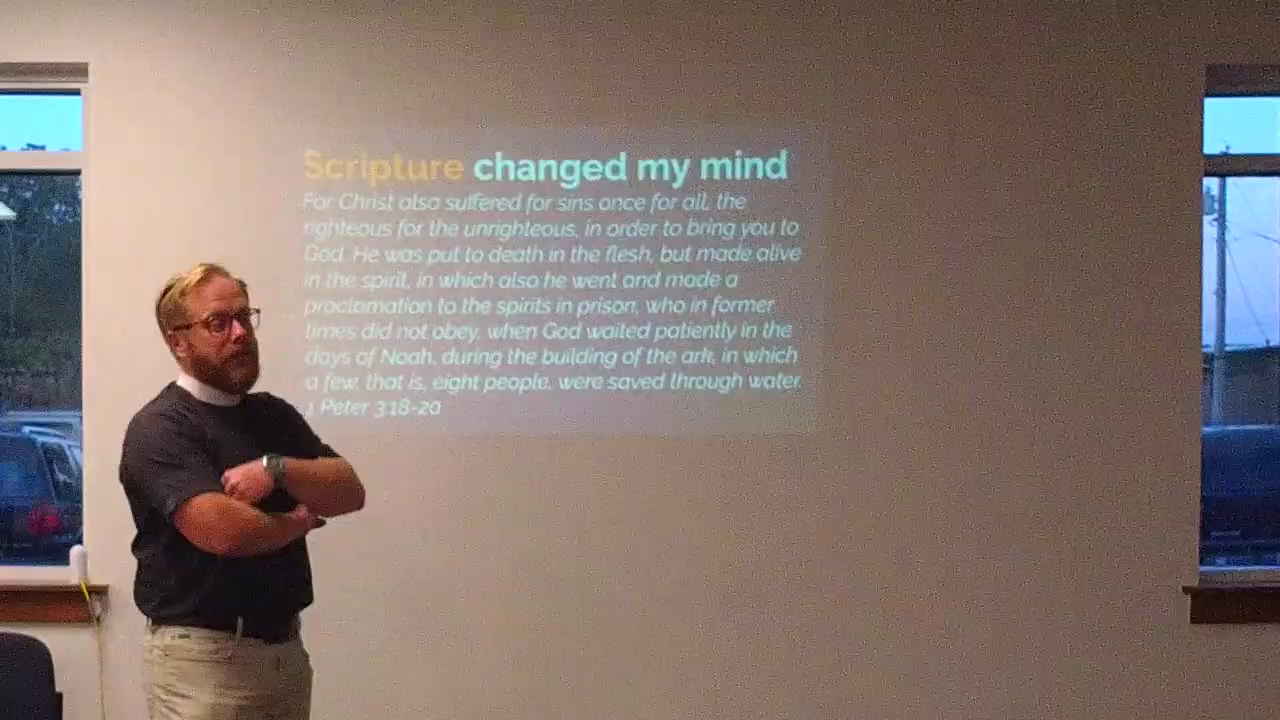 Scripture changed my mind
For Christ also suffered for sins once for all, the
righteous for the unrighteous, in order to bring you to
God. He was put to death in the flesh, but made alive
in the spirit, in which also he went and made a
proclamation to the spirits in prison, who in former
times did not obey, when God waited patiently in the
days of Noah, during the building of the ark, in which
a few, that is, eight people, were saved through water.
1 Peter 3:18-20